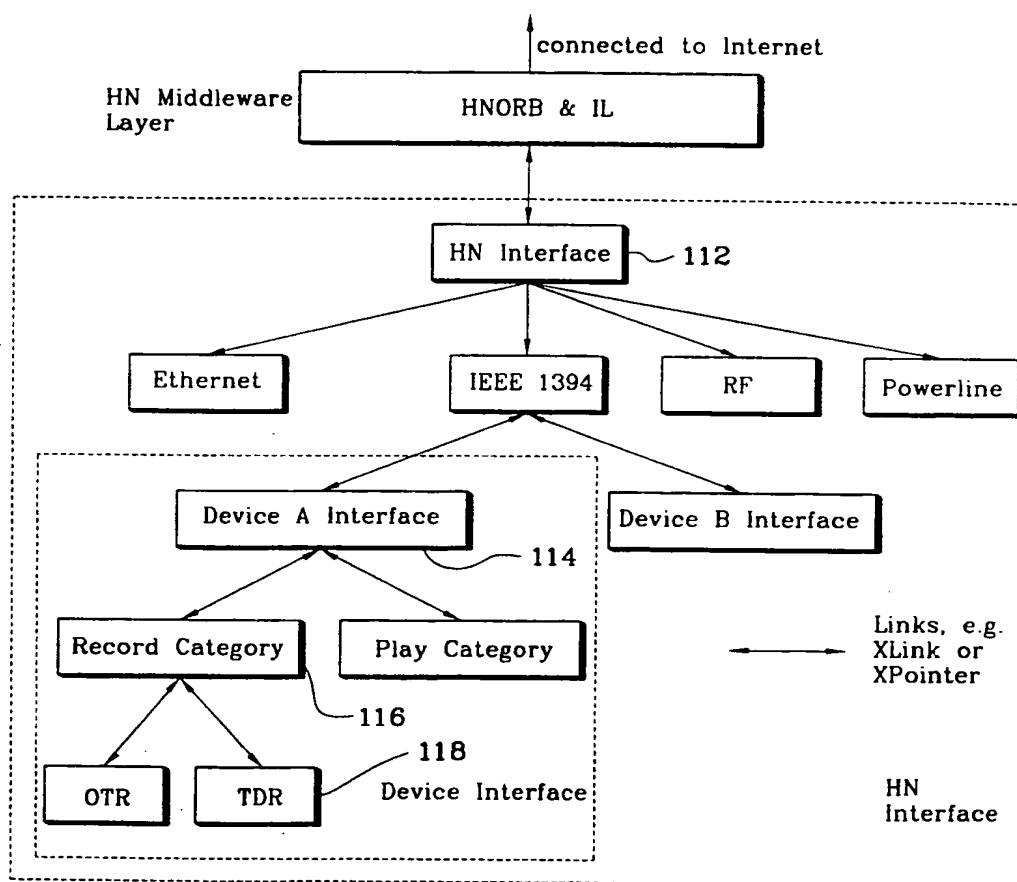 connected to Internet
HN Middleware
Layer
HNORB & IL
HN Interface
112
Ethernet
IEEE 1394
RF
Powerline
Device A Interface
Device B Interface
114
Record Category
Play Category
Links, e.g.
XLink or
XPointer
116
118
OTR
TDR
Device Interface
HN
Interface